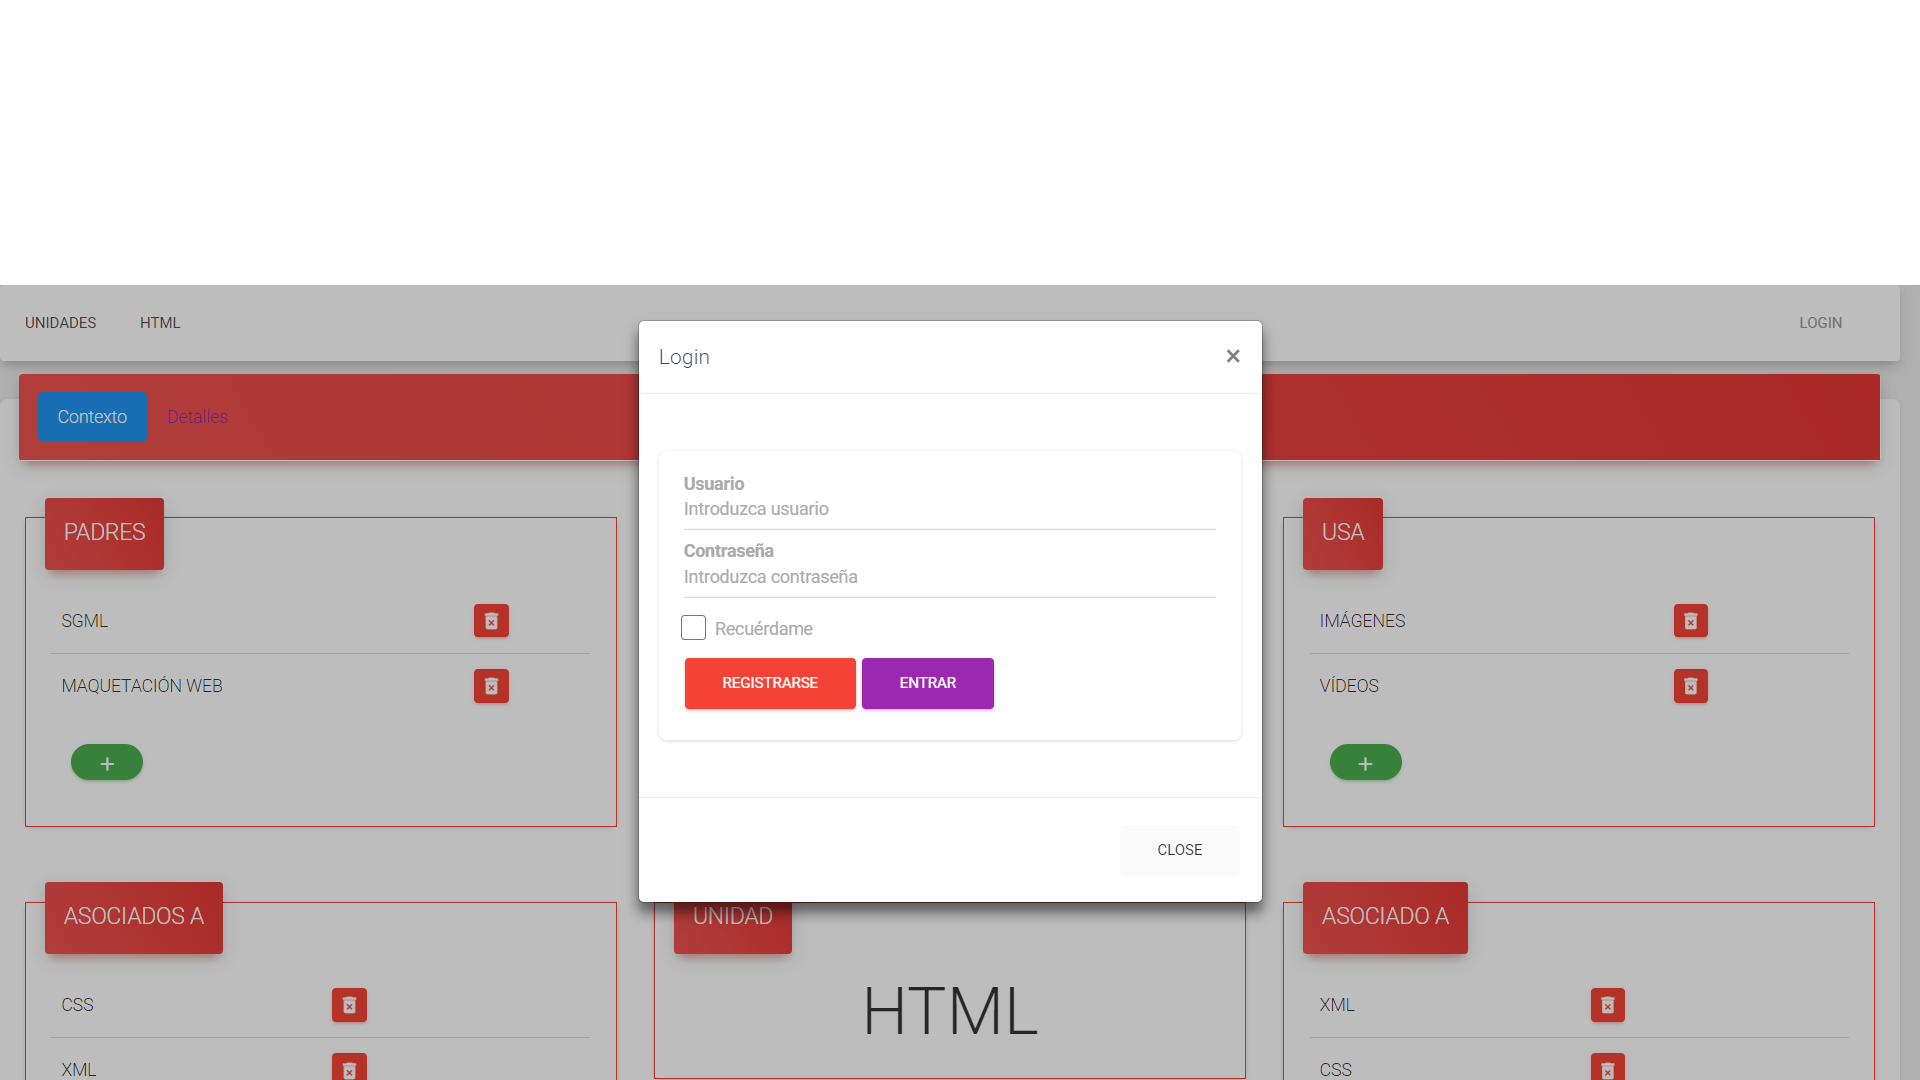 UNIDADES HTML LOGIN
Login ×
Contexto Detalles
Usuario
Introduzca usuario
Contraseña
Introduzca contraseña
Recuérdame
REGISTRARSE ENTRAR
CLOSE
PADRES
SGML
MAQUETACIÓN WEB
+
USA
IMÁGENES
VÍDEOS
+
ASOCIADOS A
CSS
XML
UNIDAD
HTML
ASOCIADO A
XML
CSS